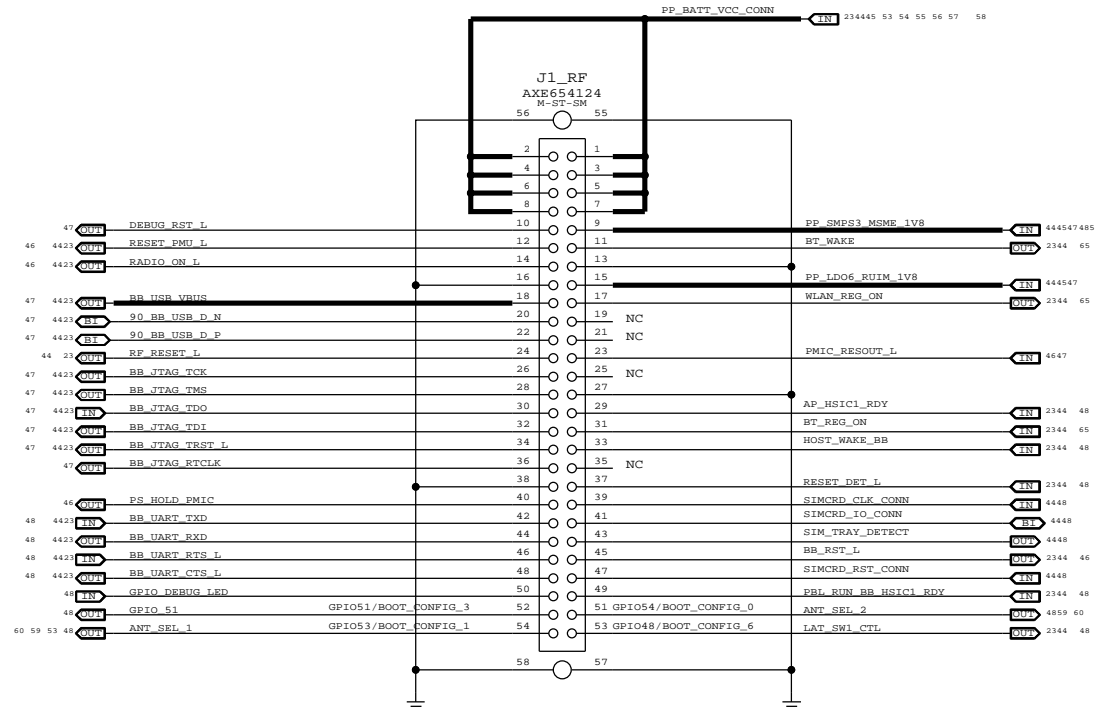 PP_BATT_VCC_CONN
IN 234445 53 54 55 56 57 58
J1_RF
AXE654124
M-ST-SM
56 55
2 1
4 3
6 5
8 7
47 OUT DEBUG_RST_L 10 9 PP_SMPS3_MSME_1V8 IN 444547485
46 4423 OUT RESET_PMU_L 12 11 BT_WAKE OUT 2344 65
46 4423 OUT RADIO_ON_L 14 13
16 15 PP_LDO6_RUIM_1V8 IN 444547
47 4423 OUT BB_USB_VBUS 18 17 WLAN_REG_ON OUT 2344 65
47 4423 BI 90_BB_USB_D_N 20 19 NC
47 4423 BI 90_BB_USB_D_P 22 21 NC
44 23 OUT RF_RESET_L 24 23 PMIC_RESOUT_L IN 4647
47 4423 OUT BB_JTAG_TCK 26 25 NC
47 4423 OUT BB_JTAG_TMS 28 27
47 4423 IN BB_JTAG_TDO 30 29 AP_HSIC1_RDY IN 2344 48
47 4423 OUT BB_JTAG_TDI 32 31 BT_REG_ON IN 2344 65
47 4423 OUT BB_JTAG_TRST_L 34 33 HOST_WAKE_BB IN 2344 48
47 OUT BB_JTAG_RTCLK 36 35 NC
38 37 RESET_DET_L IN 2344 48
46 OUT PS_HOLD_PMIC 40 39 SIMCRD_CLK_CONN IN 4448
48 4423 IN BB_UART_TXD 42 41 SIMCRD_IO_CONN BI 4448
48 4423 OUT BB_UART_RXD 44 43 SIM_TRAY_DETECT OUT 4448
48 4423 IN BB_UART_RTS_L 46 45 BB_RST_L OUT 2344 46
48 4423 OUT BB_UART_CTS_L 48 47 SIMCRD_RST_CONN IN 4448
48 IN GPIO_DEBUG_LED 50 49 PBL_RUN_BB_HSIC1_RDY IN 2344 48
48 OUT GPIO_51 GPIO51/BOOT_CONFIG_3 52 51 GPIO54/BOOT_CONFIG_0 ANT_SEL_2 OUT 4859 60
60 59 53 48 OUT ANT_SEL_1 GPIO53/BOOT_CONFIG_1 54 53 GPIO48/BOOT_CONFIG_6 LAT_SW1_CTL OUT 2344 48
58 57